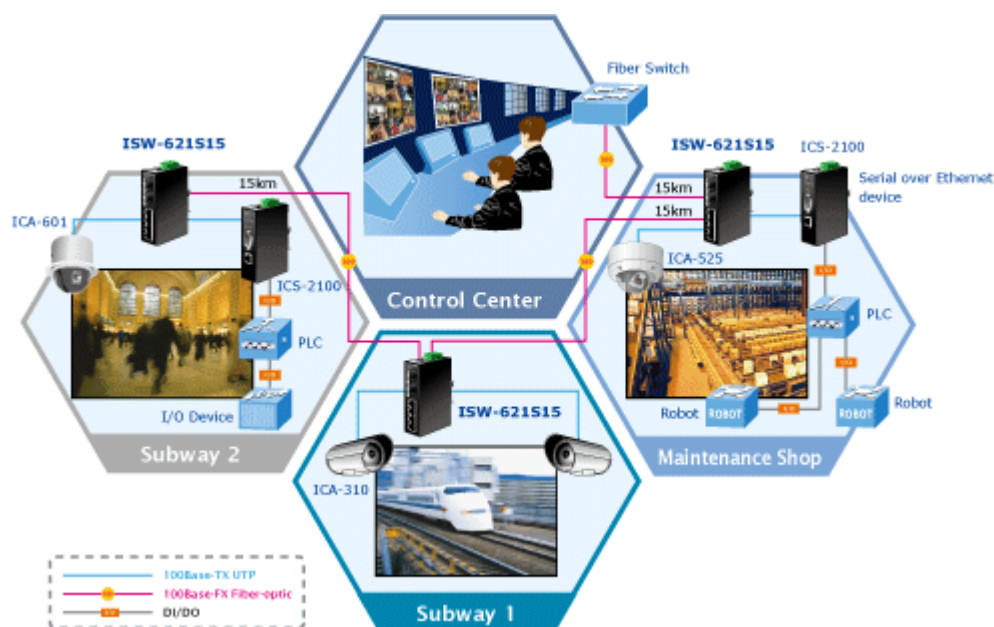 Fiber Switch
ISW-621S15
15km
ICA-601
ICS-2100
PLC
I/O Device
Subway 2
Control Center
ISW-621S15
ICS-2100
Serial over Ethernet
device
15km
15km
ICA-525
PLC
Robot
ROBOT
ROBOT
Robot
Maintenance Shop
ISW-621S15
ICA-310
Subway 1
100Base-TX UTP
100Base-FX Fiber-optic
DI/DO